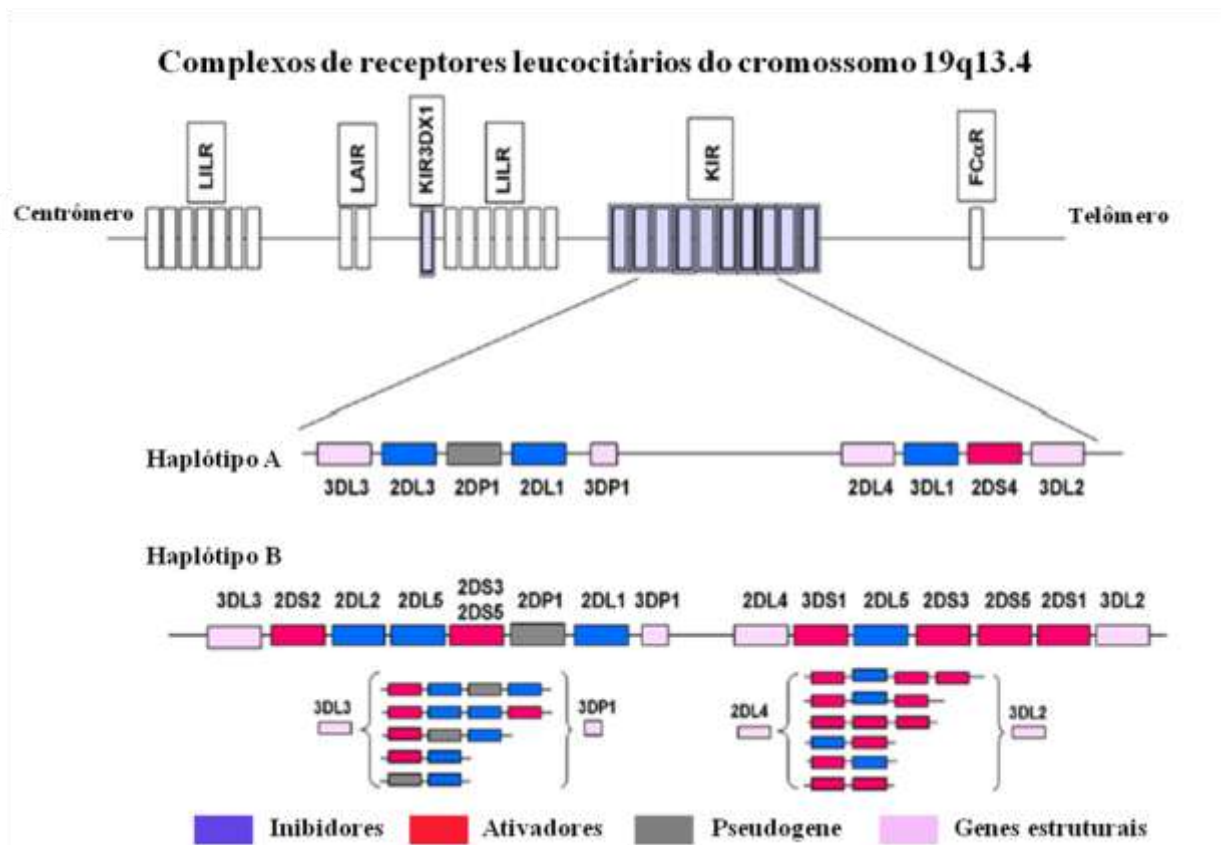 Complexos de receptores leucocitários do cromossomo 19q13.4
LILR
LAIR
KIR3DX1
LILR
KIR
FCαR
Centrômero
Telômero
Haplótipo A
3DL3 2DL3 2DP1 2DL1 3DP1 2DL4 3DL1 2DS4 3DL2
Haplótipo B
3DL3 2DS2 2DL2 2DL5 2DS3 2DP1 2DL1 3DP1 2DL4 3DS1 2DL5 2DS3 2DS5 2DS1 3DL2
2DS5
3DL3 3DP1 2DL4 3DL2
Inibidores Ativadores Pseudogene Genes estruturais